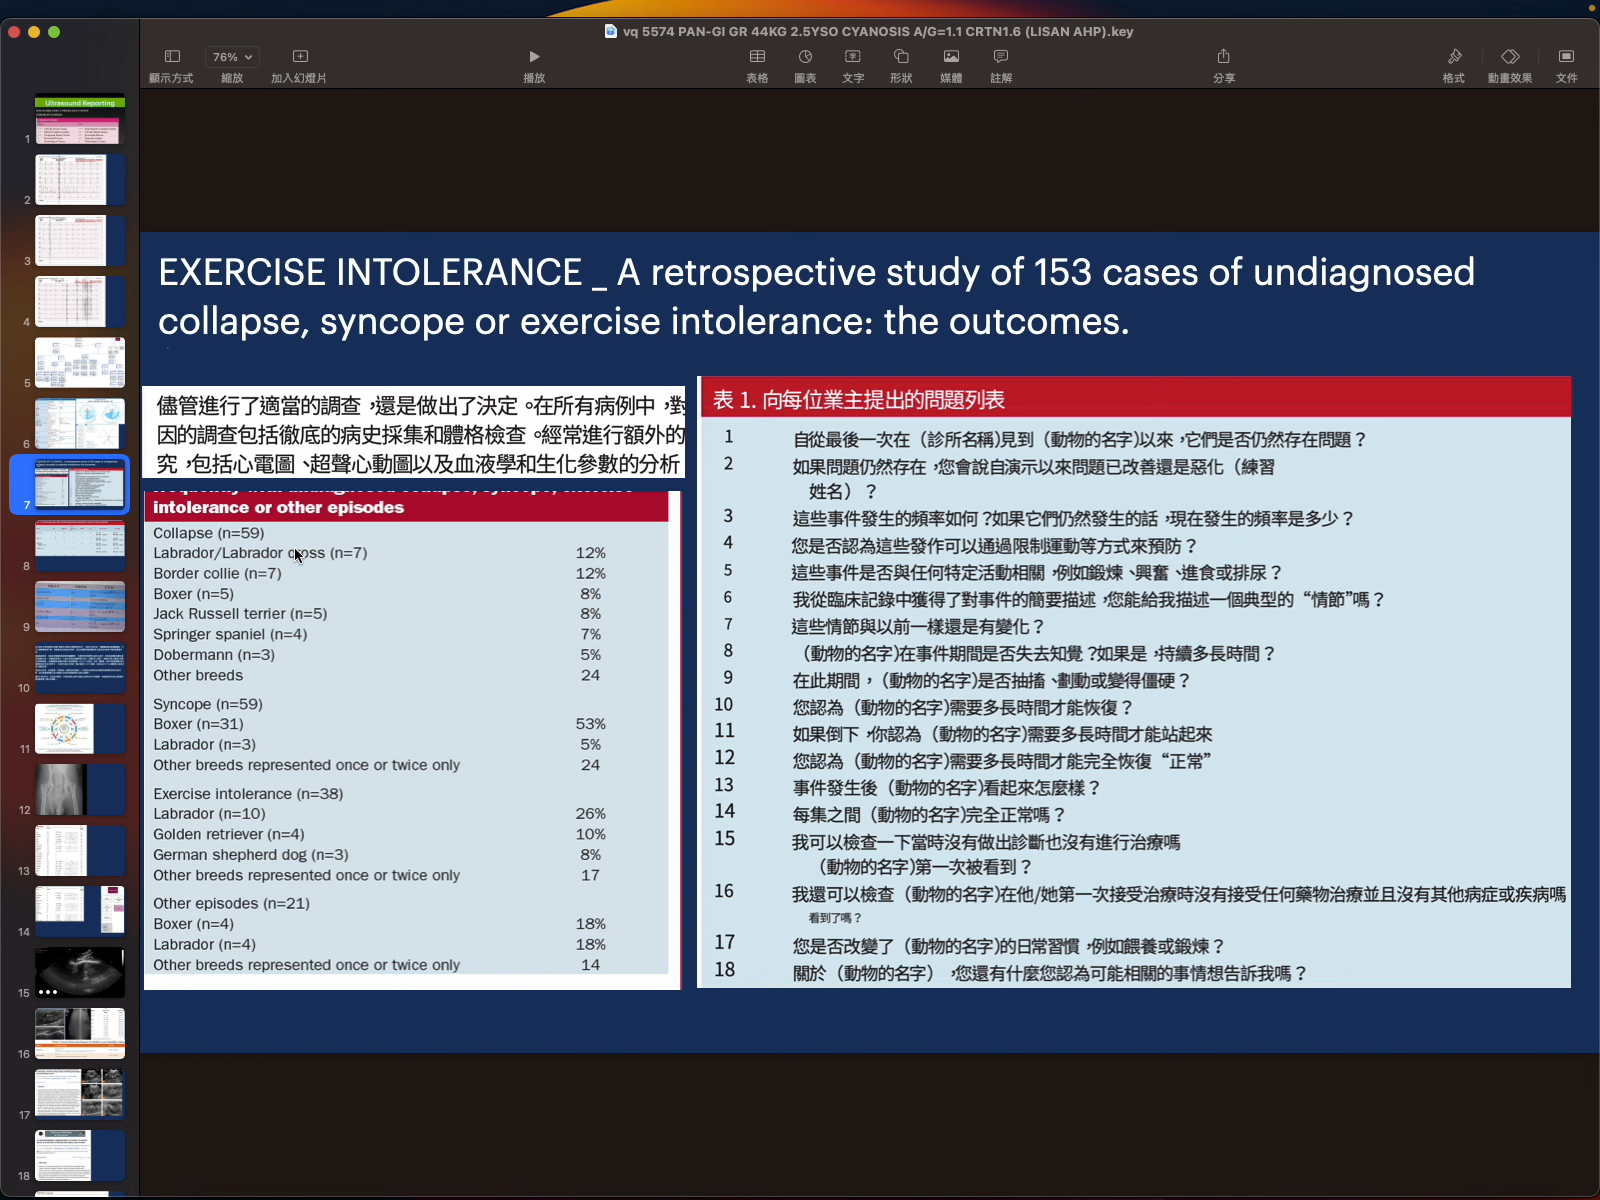 vq 5574 PAN-GI GR 44KG 2.5YSO CYANOSIS A/G=1.1 CRTN1.6 (LISAN AHP).key
76%
顯示方式
縮放
加入幻燈片
播放
表格
圖表
文字
形狀
媒體
註解
分享
格式
動畫效果
文件
Ultrasound Reporting
1
2
3
4
5
6
7
8
9
10
11
12
13
14
15
16
17
18
EXERCISE INTOLERANCE _ A retrospective study of 153 cases of undiagnosed
collapse, syncope or exercise intolerance: the outcomes.
儘管進行了適當的調查，還是做出了決定。在所有病例中，對
因的調查包括徹底的病史採集和體格檢查。經常進行額外的
究，包括心電圖、超聲心動圖以及血液學和生化參數的分析
intolerance or other episodes
Collapse (n=59)
Labrador/Labrador cross (n=7) 12%
Border collie (n=7) 12%
Boxer (n=5) 8%
Jack Russell terrier (n=5) 8%
Springer spaniel (n=4) 7%
Dobermann (n=3) 5%
Other breeds 24
Syncope (n=59)
Boxer (n=31) 53%
Labrador (n=3) 5%
Other breeds represented once or twice only 24
Exercise intolerance (n=38)
Labrador (n=10) 26%
Golden retriever (n=4) 10%
German shepherd dog (n=3) 8%
Other breeds represented once or twice only 17
Other episodes (n=21)
Boxer (n=4) 18%
Labrador (n=4) 18%
Other breeds represented once or twice only 14
表 1. 向每位業主提出的問題列表
1 自從最後一次在（診所名稱）見到（動物的名字）以來，它們是否仍然存在問題？
2 如果問題仍然存在，您會說自演示以來問題已改善還是惡化（練習
姓名）？
3 這些事件發生的頻率如何？如果它們仍然發生的話，現在發生的頻率是多少？
4 您是否認為這些發作可以通過限制運動等方式來預防？
5 這些事件是否與任何特定活動相關，例如鍛煉、興奮、進食或排尿？
6 我從臨床記錄中獲得了對事件的簡要描述，您能給我描述一個典型的“情節”嗎？
7 這些情節與以前一樣還是有變化？
8 （動物的名字)在事件期間是否失去知覺？如果是，持續多長時間？
9 在此期間，（動物的名字)是否抽搐、劃動或變得僵硬？
10 您認為（動物的名字)需要多長時間才能恢復？
11 如果倒下，你認為（動物的名字)需要多長時間才能站起來
12 您認為（動物的名字)需要多長時間才能完全恢復“正常”
13 事件發生後（動物的名字)看起來怎麼樣？
14 每集之間（動物的名字)完全正常嗎？
15 我可以檢查一下當時沒有做出診斷也沒有進行治療嗎
（動物的名字)第一次被看到？
16 我還可以檢查（動物的名字)在他/她第一次接受治療時沒有接受任何藥物治療並且沒有其他病症或疾病嗎
看到了嗎？
17 您是否改變了（動物的名字)的日常習慣，例如餵養或鍛煉？
18 關於（動物的名字），您還有什麼您認為可能相關的事情想告訴我嗎？